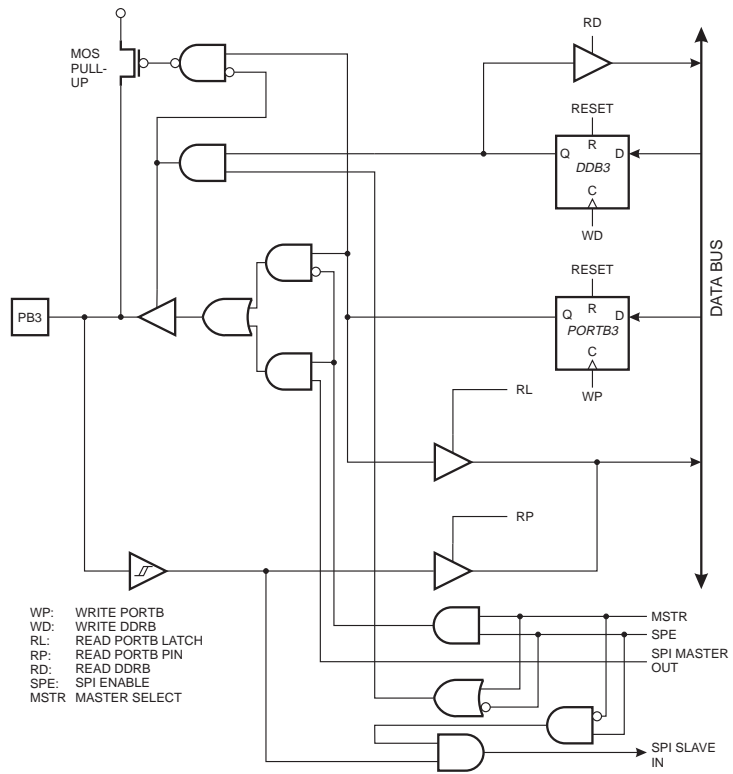 RD
MOS
PULL-
UP
RESET
R
Q
D
DDB3
C
WD
DATA BUS
RESET
R
Q
D
PORTB3
C
WP
PB3
RL
RP
WP: WRITE PORTB
WD: WRITE DDRB
RL: READ PORTB LATCH
RP: READ PORTB PIN
RD: READ DDRB
SPE: SPI ENABLE
MSTR MASTER SELECT
MSTR
SPE
SPI MASTER
OUT
SPI SLAVE
IN